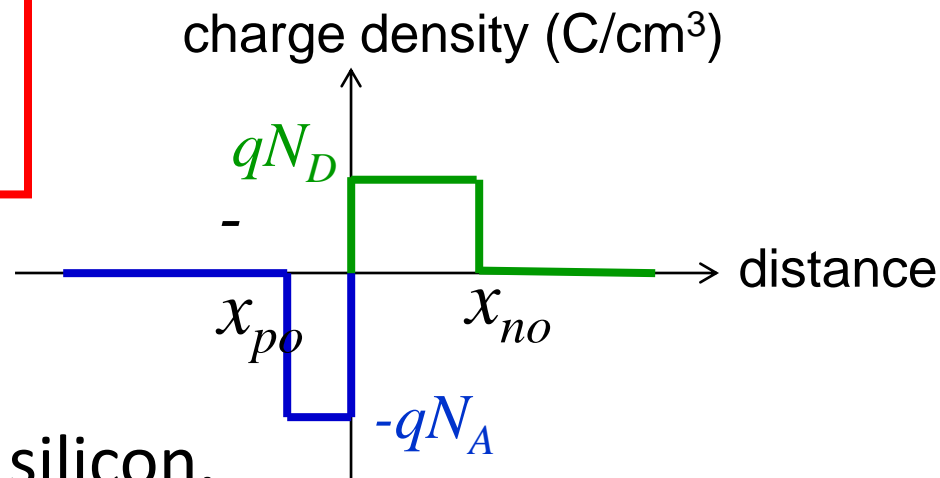 charge density (C/cm³)
qN_D
-
distance
x_po
x_no
-qN_A
silicon.